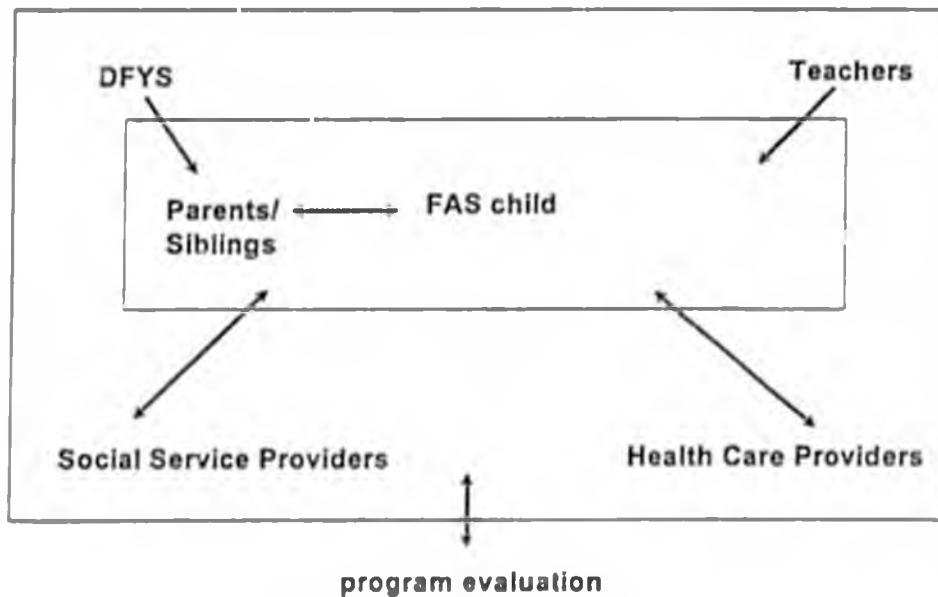 DFYS
Teachers
Parents/
Siblings
FAS child
Social Service Providers
Health Care Providers
program evaluation